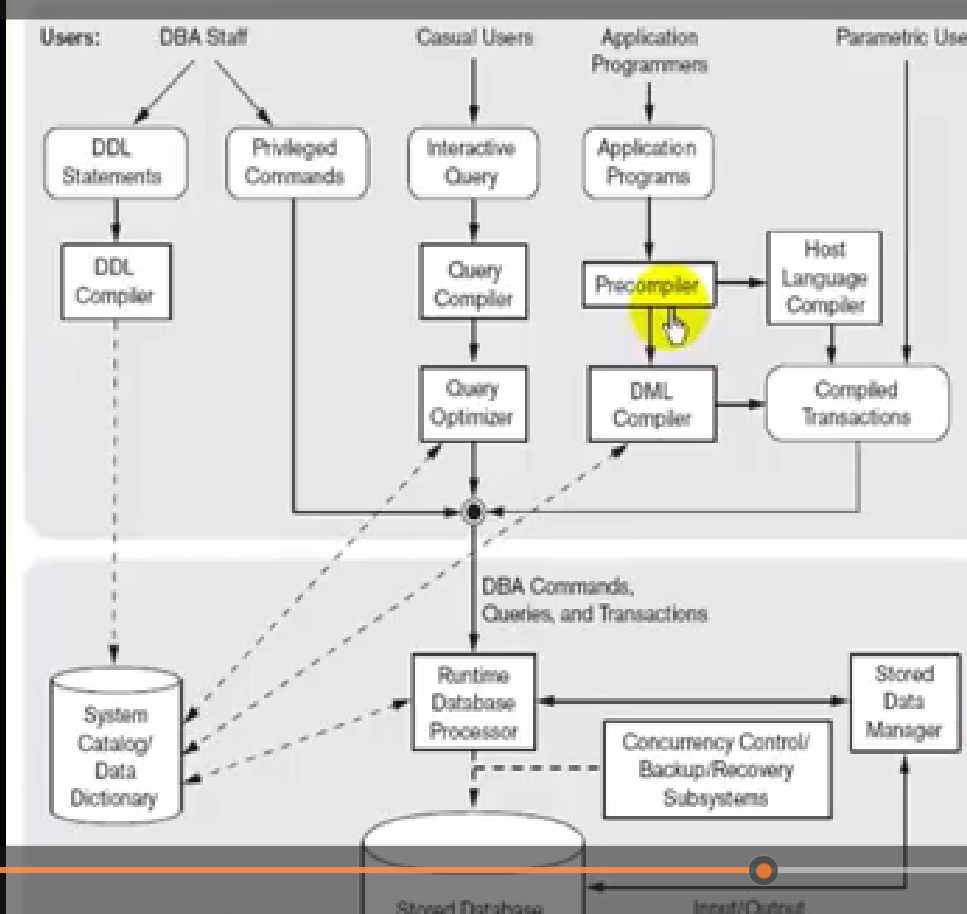 Users: DBA Staff Casual Users Application Parametric Use
Programmers
DDL Privileged Interactive Application
Statements Commands Query Programs
DDL
Compiler
Query
Compiler
Precompiler
Host
Language
Compiler
Query
Optimizer
DML
Compiler
Compiled
Transactions
DBA Commands,
Queries, and Transactions
System
Catalog/
Data
Dictionary
Runtime
Database
Processor
Stored
Data
Manager
Concurrency Control/
Backup/Recovery
Subsystems
Stored Database
Input/Output